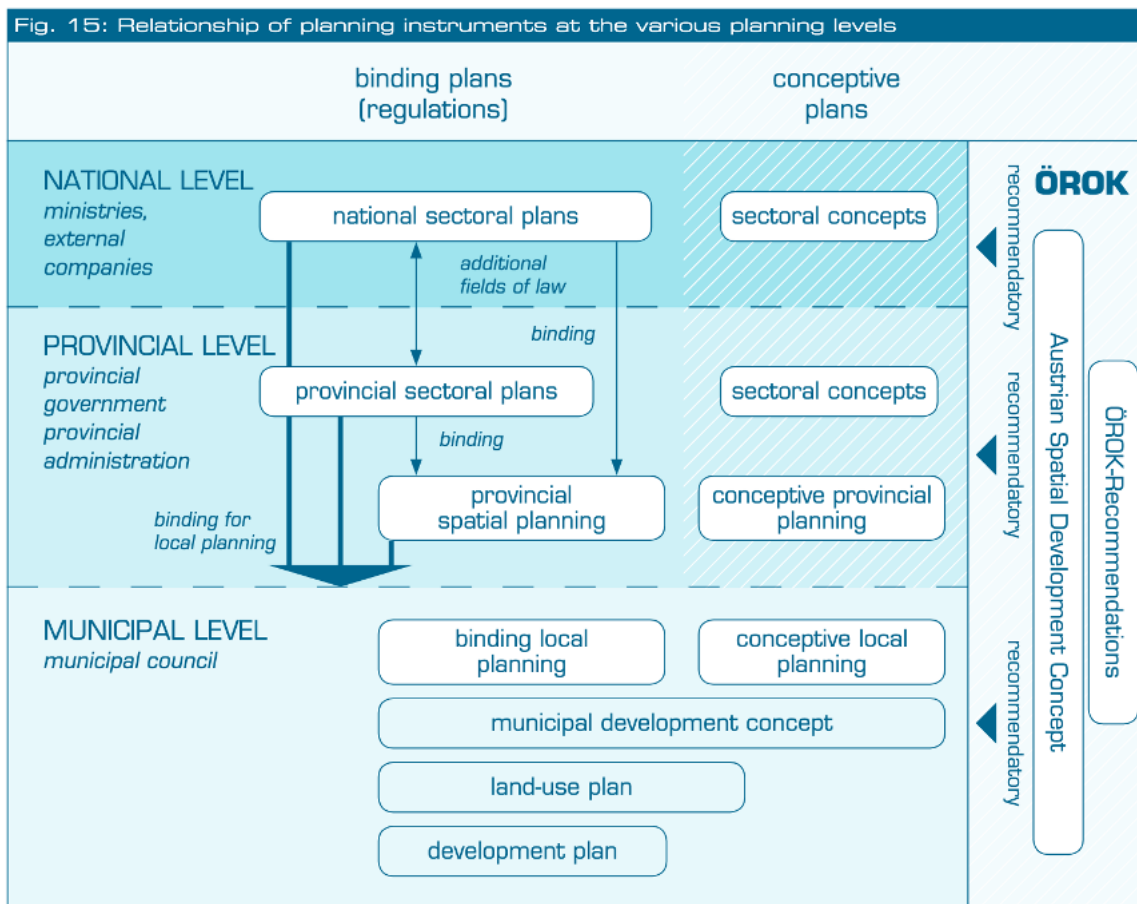 Fig. 15: Relationship of planning instruments at the various planning levels
binding plans
(regulations)
conceptive
plans
NATIONAL LEVEL
ministries,
external
companies
national sectoral plans
sectoral concepts
additional
fields of law
binding
PROVINCIAL LEVEL
provincial
government
provincial
administration
provincial sectoral plans
sectoral concepts
binding
provincial
spatial planning
conceptive provincial
planning
binding for
local planning
MUNICIPAL LEVEL
municipal council
binding local
planning
conceptive local
planning
municipal development concept
land-use plan
development plan
ÖROK
recommendatory
recommendatory
recommendatory
Austrian Spatial Development Concept
ÖROK-Recommendations